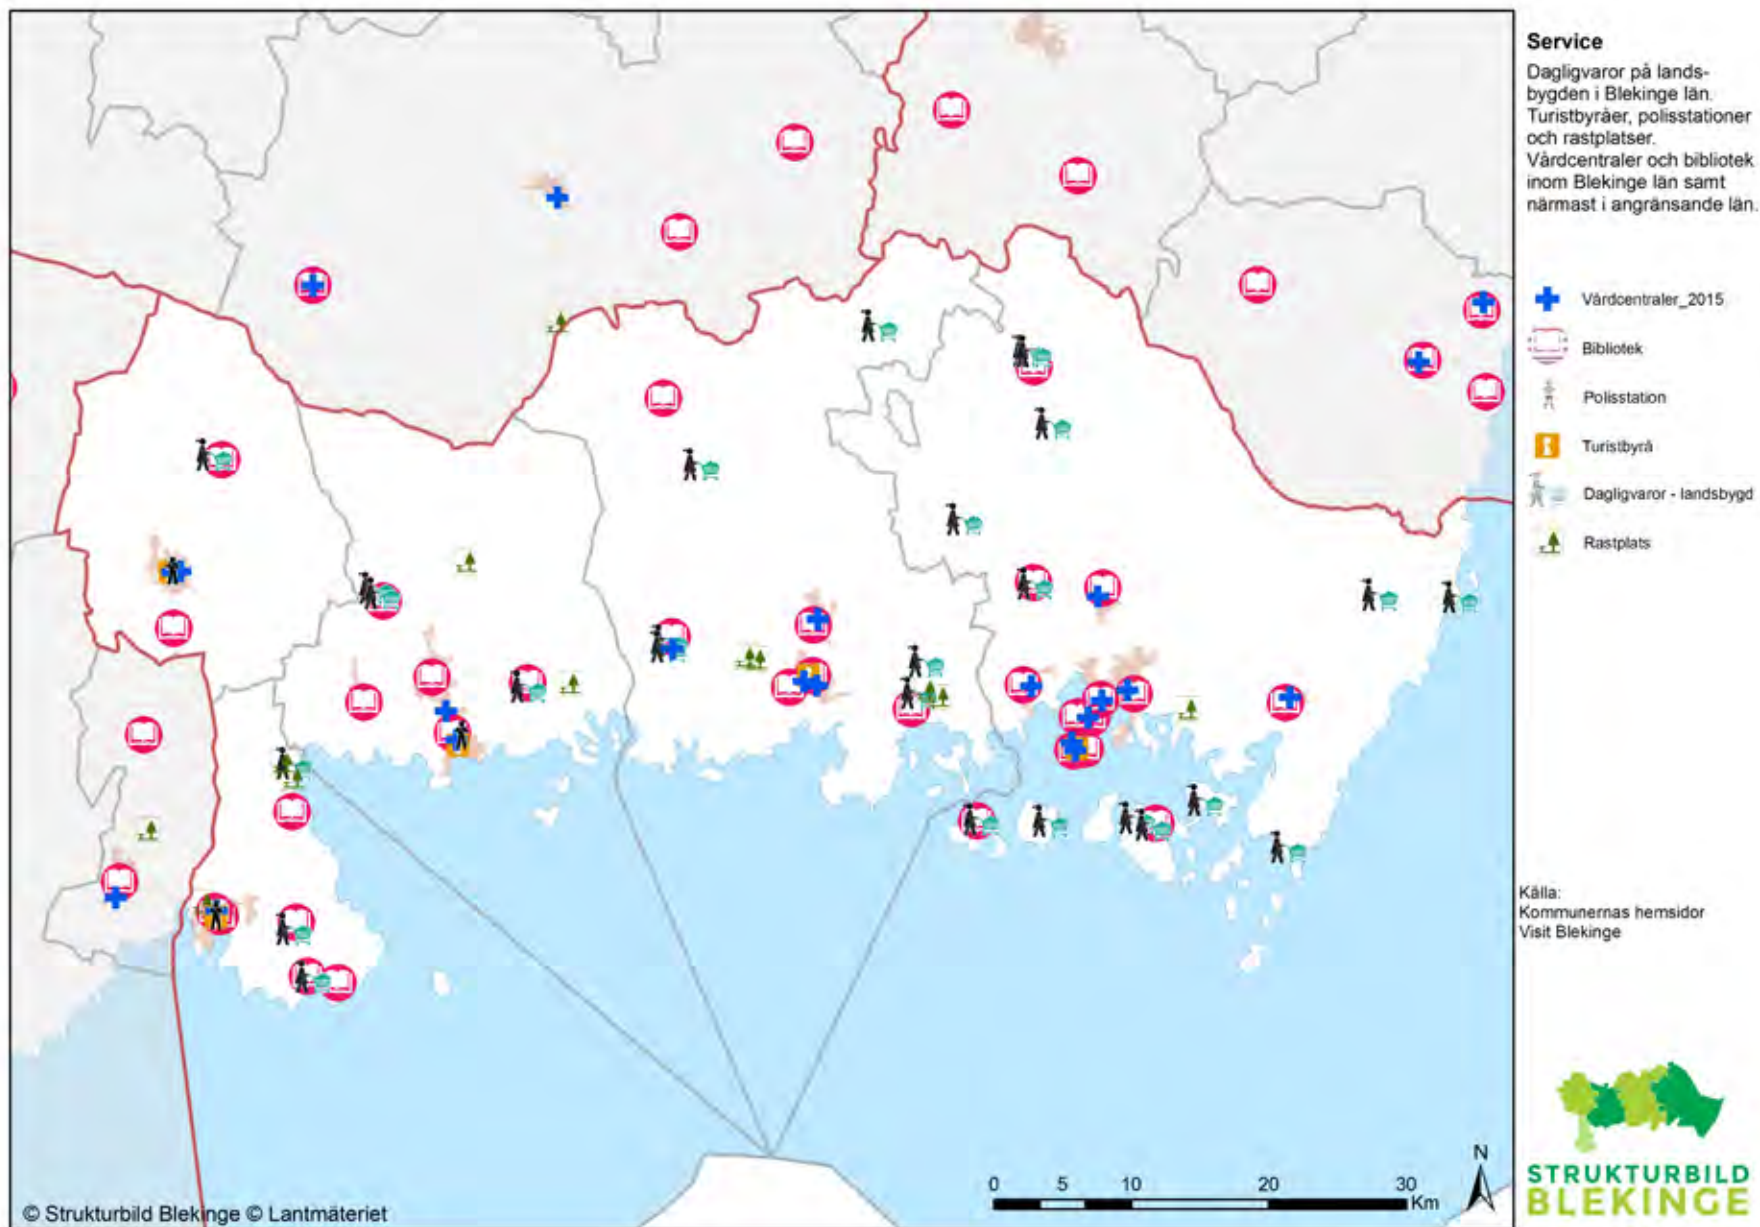 Service
Dagligvaror på lands-
bygden i Blekinge län.
Turistbyråer, polisstationer
och rastplatser.
Vårdcentraler och bibliotek
inom Blekinge län samt
närmast i angränsande län.
Vårdcentraler_2015
Bibliotek
Polisstation
Turistbyrå
Dagligvaror - landsbygd
Rastplats
Källa:
Kommunernas hemsidor
Visit Blekinge
N
0 5 10 20 30
Km
STRUKTURBILD
BLEKINGE
© Strukturbild Blekinge © Lantmäteriet